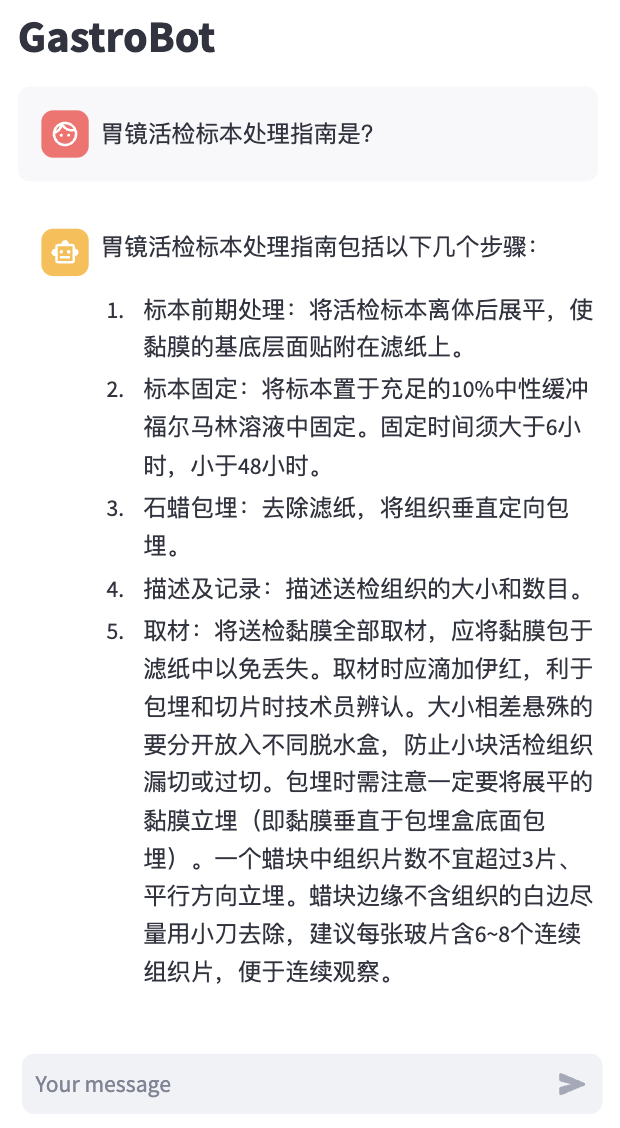 GastroBot
胃镜活检标本处理指南是?
胃镜活检标本处理指南包括以下几个步骤：
1. 标本前期处理：将活检标本离体后展平，使
黏膜的基底层面贴附在滤纸上。
2. 标本固定：将标本置于充足的10%中性缓冲
福尔马林溶液中固定。固定时间须大于6小
时，小于48小时。
3. 石蜡包埋：去除滤纸，将组织垂直定向包
埋。
4. 描述及记录：描述送检组织的大小和数目。
5. 取材：将送检黏膜全部取材，应将黏膜包于
滤纸中以免丢失。取材时应滴加伊红，利于
包埋和切片时技术员辨认。大小相差悬殊的
要分开放入不同脱水盒，防止小块活检组织
漏切或过切。包埋时需注意一定要将展平的
黏膜立埋（即黏膜垂直于包埋盒底面包
埋）。一个蜡块中组织片数不宜超过3片、
平行方向立埋。蜡块边缘不含组织的白边尽
量用小刀去除，建议每张玻片含6~8个连续
组织片，便于连续观察。
Your message